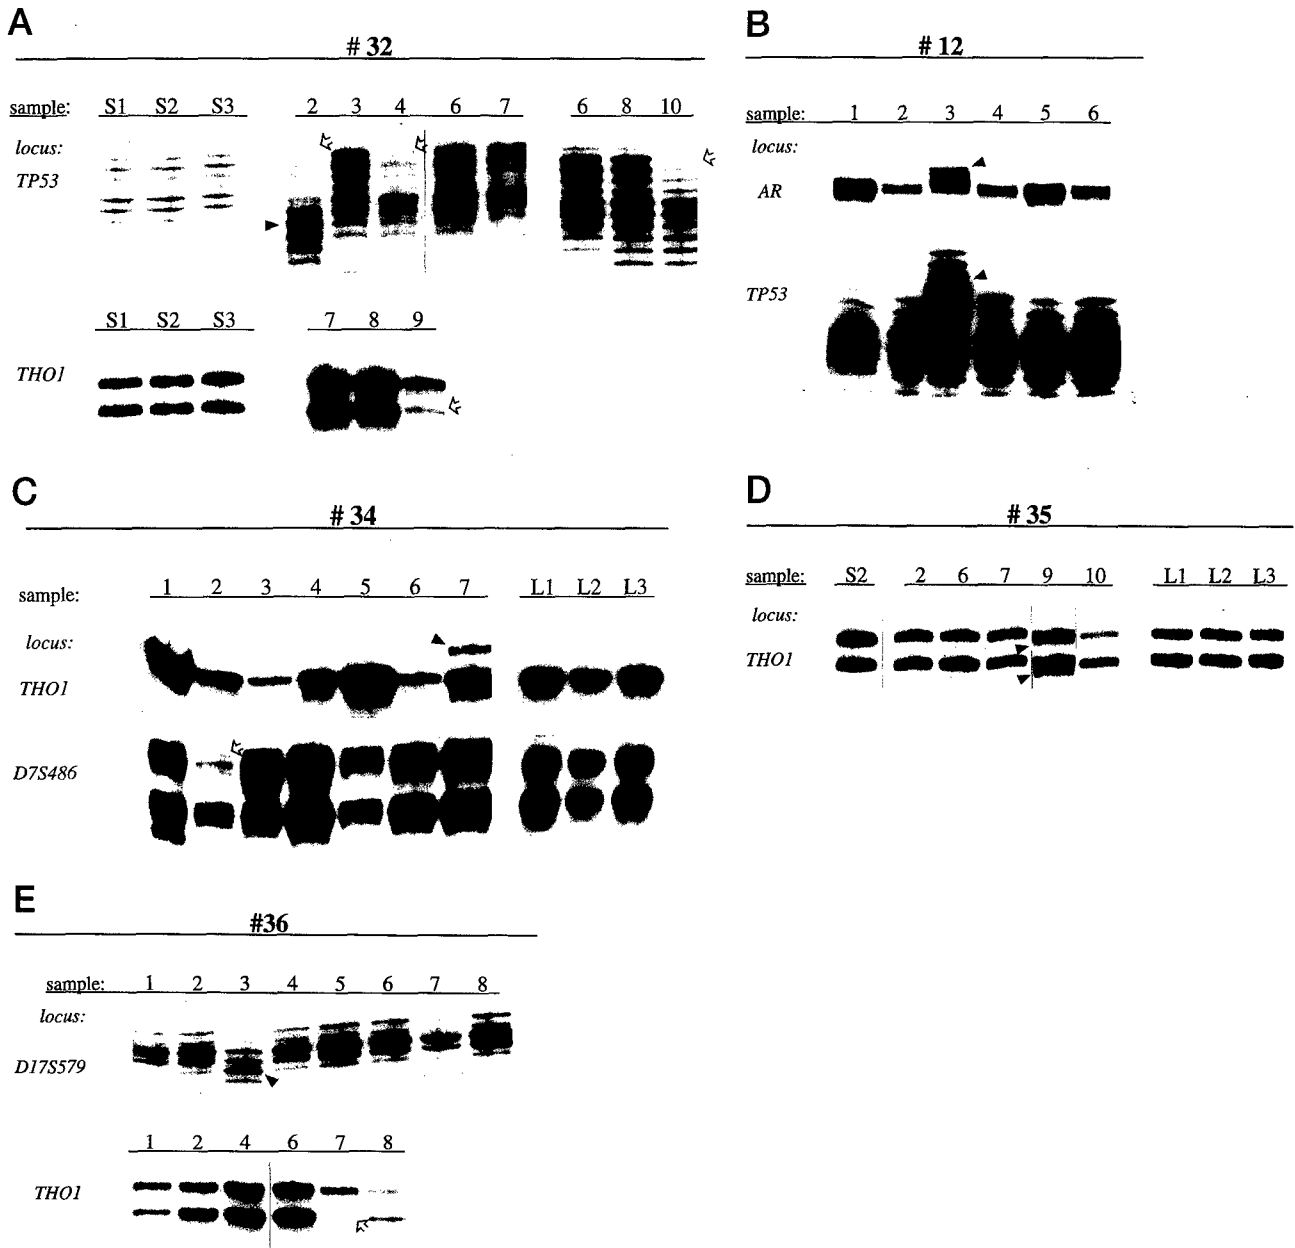 A
# 32
sample: S1 S2 S3 2 3 4 6 7 6 8 10
locus:
TP53
S1 S2 S3 7 8 9
THO1
B
# 12
sample: 1 2 3 4 5 6
locus:
AR
TP53
C
# 34
sample: 1 2 3 4 5 6 7 L1 L2 L3
locus:
THO1
D7S486
D
# 35
sample: S2 2 6 7 9 10 L1 L2 L3
locus:
THO1
E
#36
sample: 1 2 3 4 5 6 7 8
locus:
D17S579
1 2 4 6 7 8
THO1